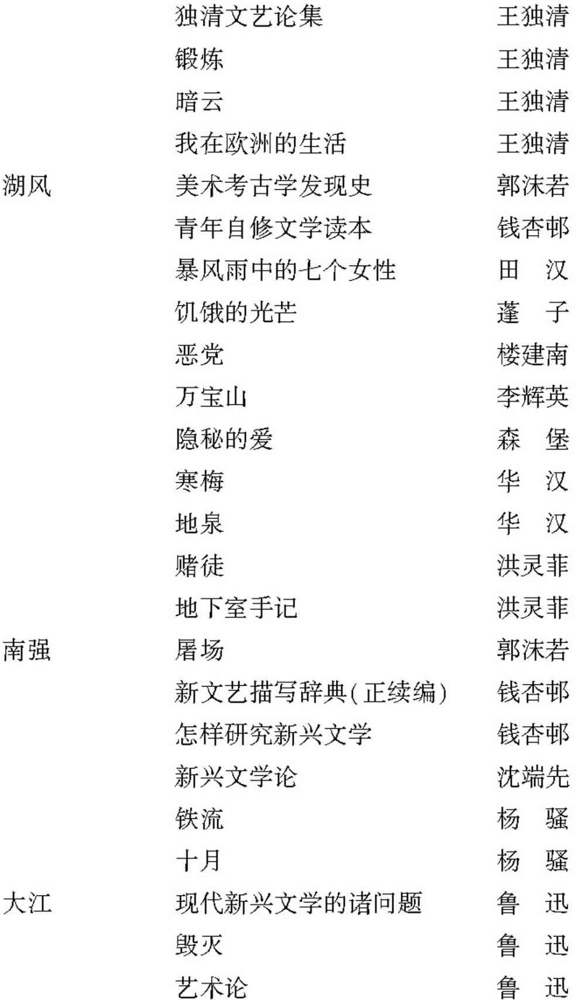 独清文艺论集 王独清
锻炼 王独清
暗云 王独清
我在欧洲的生活 王独清
湖风 美术考古学发现史 郭沫若
青年自修文学读本 钱杏邨
暴风雨中的七个女性 田 汉
饥饿的光芒 蓬 子
恶党 楼建南
万宝山 李辉英
隐秘的爱 森 堡
寒梅 华 汉
地泉 华 汉
赌徒 洪灵菲
地下室手记 洪灵菲
南强 屠场 郭沫若
新文艺描写辞典(正续编) 钱杏邨
怎样研究新兴文学 钱杏邨
新兴文学论 沈端先
铁流 杨 骚
十月 杨 骚
大江 现代新兴文学的诸问题 鲁 迅
毁灭 鲁 迅
艺术论 鲁 迅